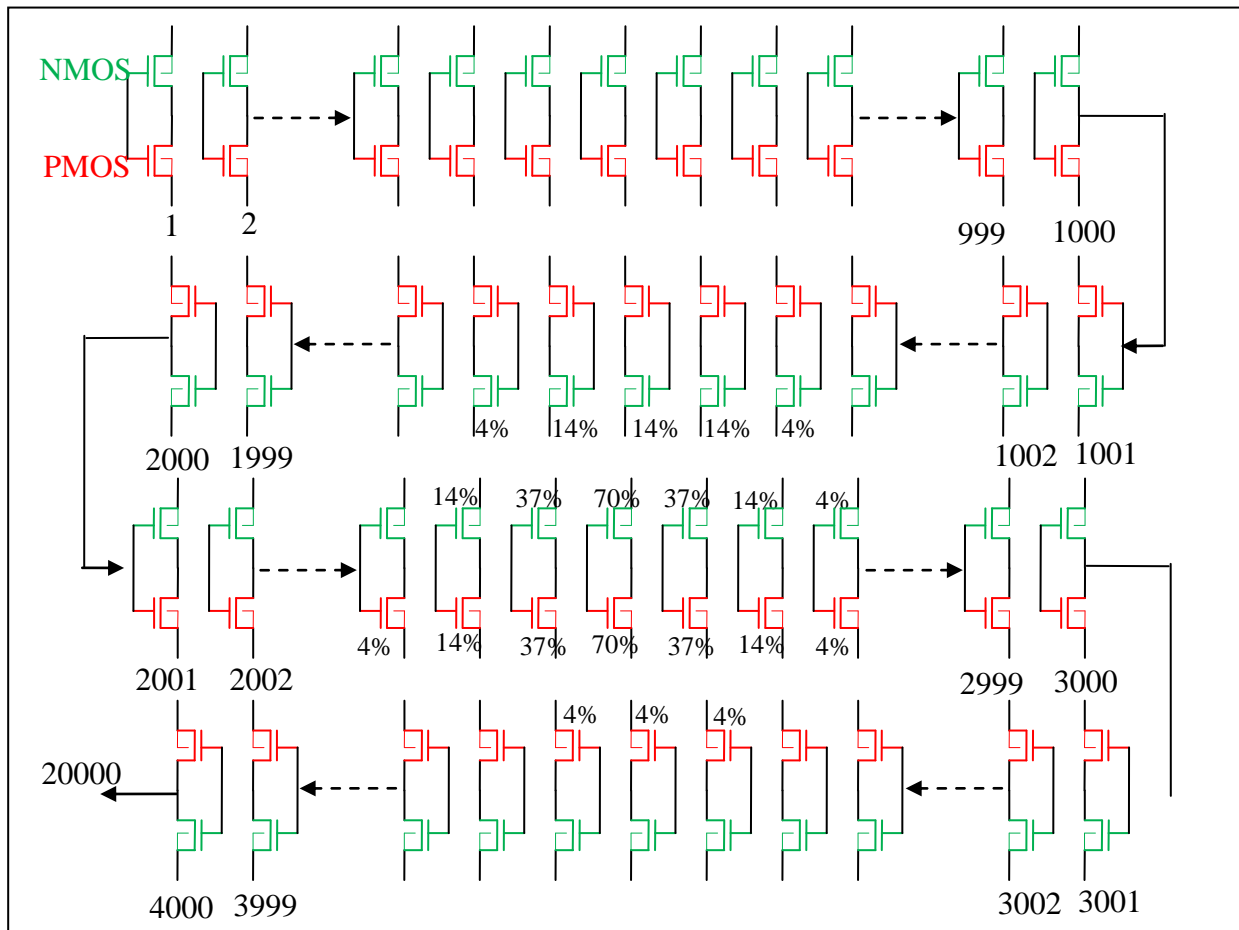 NMOS
PMOS
1 2 999 1000
4% 14% 14% 14% 4%
2000 1999 1002 1001
14% 37% 70% 37% 14% 4%
4% 14% 37% 70% 37% 14% 4%
2001 2002 2999 3000
4% 4% 4%
20000
4000 3999 3002 3001